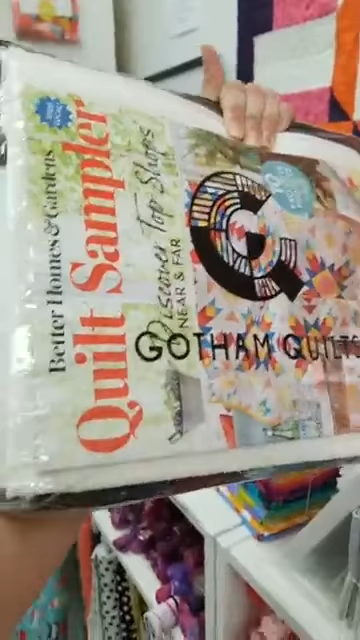 Better Homes & Gardens
Quilt Sampler
Discover Top Shops
NEAR & FAR
GOTHAM QUILTS